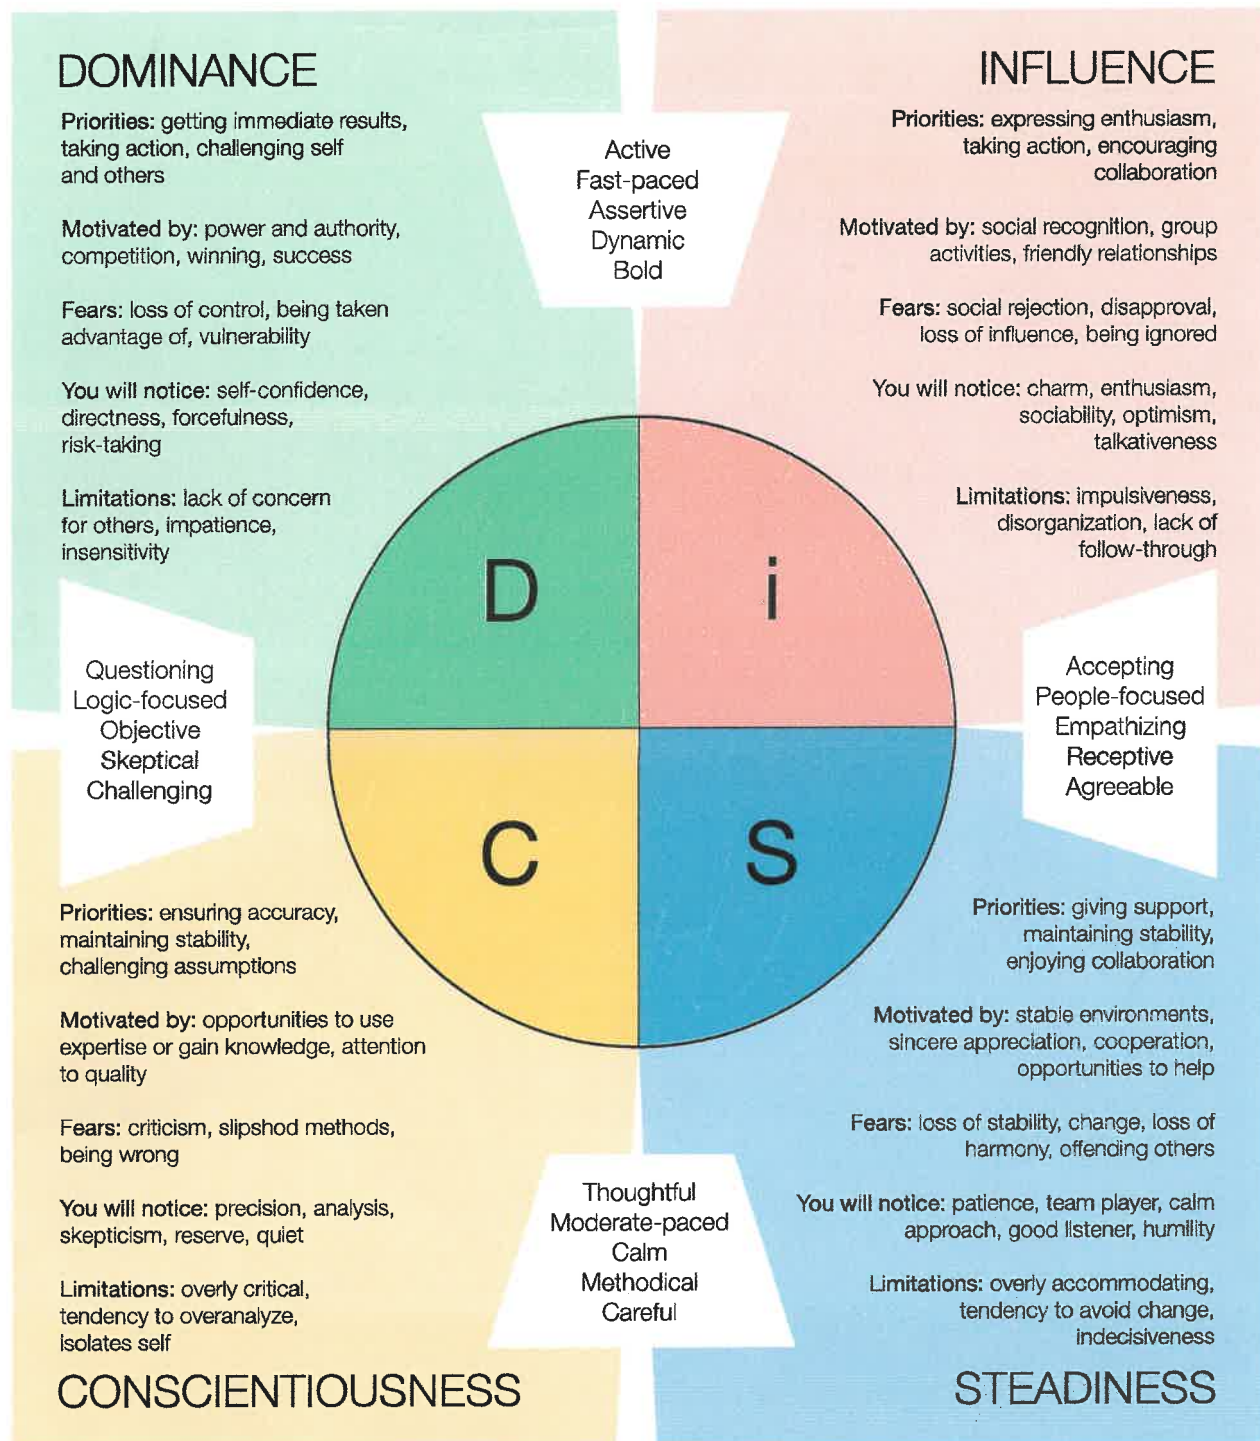 DOMINANCE
Priorities: getting immediate results,
taking action, challenging self
and others
Motivated by: power and authority,
competition, winning, success
Fears: loss of control, being taken
advantage of, vulnerability
You will notice: self-confidence,
directness, forcefulness,
risk-taking
Limitations: lack of concern
for others, impatience,
insensitivity
Active
Fast-paced
Assertive
Dynamic
Bold
INFLUENCE
Priorities: expressing enthusiasm,
taking action, encouraging
collaboration
Motivated by: social recognition, group
activities, friendly relationships
Fears: social rejection, disapproval,
loss of influence, being ignored
You will notice: charm, enthusiasm,
sociability, optimism,
talkativeness
Limitations: impulsiveness,
disorganization, lack of
follow-through
D
i
Questioning
Logic-focused
Objective
Skeptical
Challenging
Accepting
People-focused
Empathizing
Receptive
Agreeable
C
S
Priorities: ensuring accuracy,
maintaining stability,
challenging assumptions
Motivated by: opportunities to use
expertise or gain knowledge, attention
to quality
Fears: criticism, slipshod methods,
being wrong
You will notice: precision, analysis,
skepticism, reserve, quiet
Limitations: overly critical,
tendency to overanalyze,
isolates self
CONSCIENTIOUSNESS
Thoughtful
Moderate-paced
Calm
Methodical
Careful
Priorities: giving support,
maintaining stability,
enjoying collaboration
Motivated by: stable environments,
sincere appreciation, cooperation,
opportunities to help
Fears: loss of stability, change, loss of
harmony, offending others
You will notice: patience, team player, calm
approach, good listener, humility
Limitations: overly accommodating,
tendency to avoid change,
indecisiveness
STEADINESS